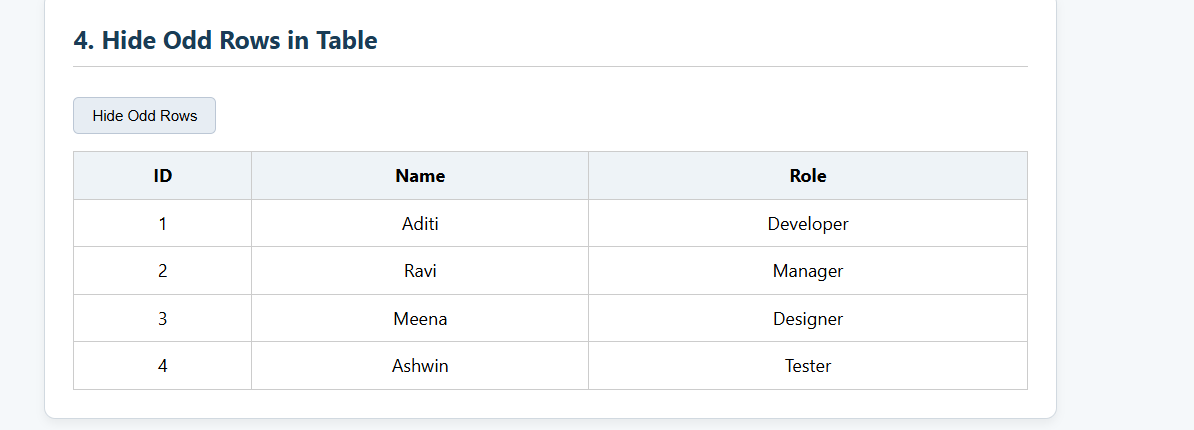 4. Hide Odd Rows in Table
Hide Odd Rows
ID Name Role
1 Aditi Developer
2 Ravi Manager
3 Meena Designer
4 Ashwin Tester